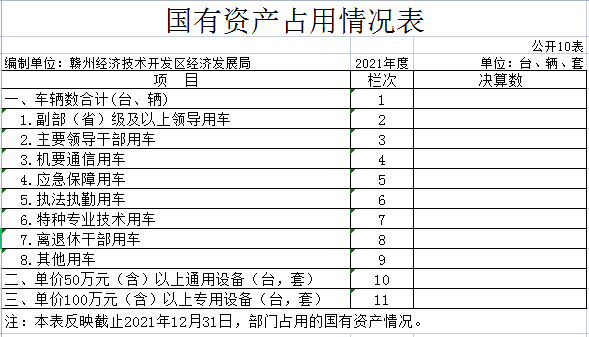 国有资产占用情况表
公开10表
编制单位：赣州经济技术开发区经济发展局 2021年度 单位：台、辆、套
项 目 栏次 决算数
一、车辆数合计(台、辆) 1
1.副部（省）级及以上领导用车 2
2.主要领导干部用车 3
3.机要通信用车 4
4.应急保障用车 5
5.执法执勤用车 6
6.特种专业技术用车 7
7.离退休干部用车 8
8.其他用车 9
二、单价50万元（含）以上通用设备（台，套） 10
三、单价100万元（含）以上专用设备（台，套） 11
注：本表反映截止2021年12月31日，部门占用的国有资产情况。